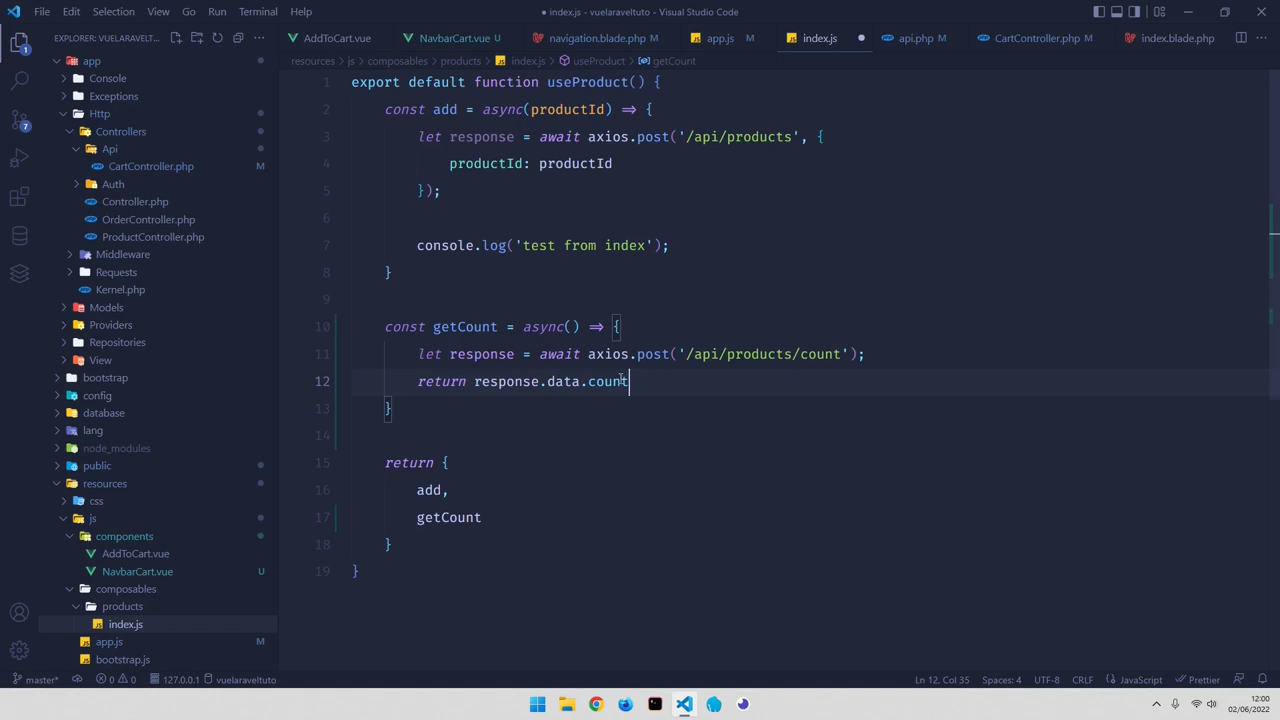 File Edit Selection View Go Run Terminal Help
● index.js - vuelaraveltuto - Visual Studio Code
EXPLORER: VUELARAVELT...
AddToCart.vue NavbarCart.vue U navigation.blade.php M app.js M index.js ● api.php M CartController.php M index.blade.php
resources > js > composables > products > index.js > useProduct > getCount
1
7
app
Console
Exceptions
Http
Controllers
Api
CartController.php M
Auth
Controller.php
OrderController.php
ProductController.php
Middleware
Requests
Kernel.php
Models
Providers
Repositories
View
bootstrap
config
database
lang
node_modules
public
resources
css
js
components
AddToCart.vue
NavbarCart.vue U
composables
products
index.js
app.js M
bootstrap.js
1 export default function useProduct() {
2 const add = async(productId) => {
3 let response = await axios.post('/api/products', {
4 productId: productId
5 });
6
7 console.log('test from index');
8 }
9
10 const getCount = async() => {
11 let response = await axios.post('/api/products/count');
12 return response.data.count
13 }
14
15 return {
16 add,
17 getCount
18 }
19 }
master* 0 0 127.0.0.1 vuelaraveltuto Ln 12, Col 35 Spaces: 4 UTF-8 CRLF JavaScript Prettier
12:00
02/06/2022